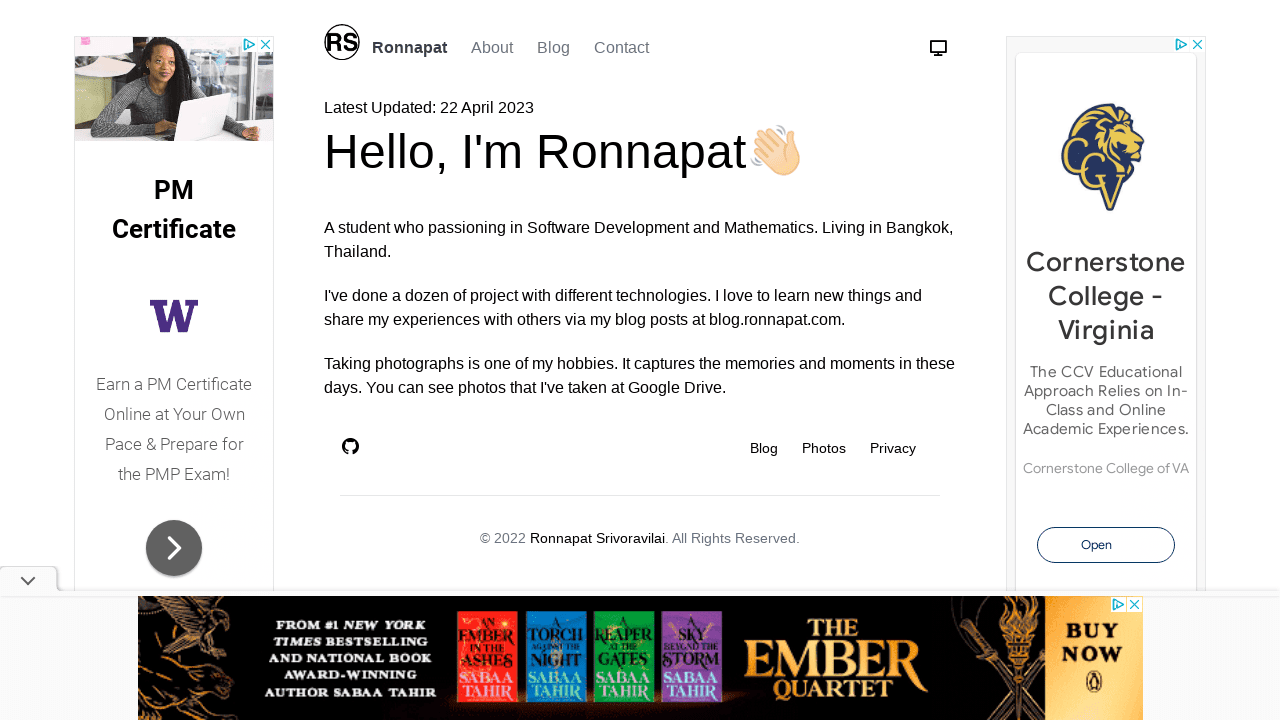 RS
Ronnapat About Blog Contact
Latest Updated: 22 April 2023
Hello, I'm Ronnapat👋🏻
A student who passioning in Software Development and Mathematics. Living in Bangkok,
Thailand.
I've done a dozen of project with different technologies. I love to learn new things and
share my experiences with others via my blog posts at blog.ronnapat.com.
Taking photographs is one of my hobbies. It captures the memories and moments in these
days. You can see photos that I've taken at Google Drive.
Blog Photos Privacy
© 2022 Ronnapat Srivoravilai. All Rights Reserved.
PM
Certificate
W
Earn a PM Certificate
Online at Your Own
Pace & Prepare for
the PMP Exam!
Cornerstone
College -
Virginia
The CCV Educational
Approach Relies on In-
Class and Online
Academic Experiences.
Cornerstone College of VA
Open
FROM #1 NEW YORK
TIMES BESTSELLING
AND NATIONAL BOOK
AWARD-WINNING
AUTHOR SABAA TAHIR
AN
EMBER
IN THE
ASHES
SABAA
TAHIR
A
TORCH
AGAINST THE
NIGHT
SABAA
TAHIR
A
REAPER
AT THE
GATES
SABAA
TAHIR
A
SKY
BEYOND THE
STORM
SABAA
TAHIR
THE
EMBER
QUARTET
BUY
NOW